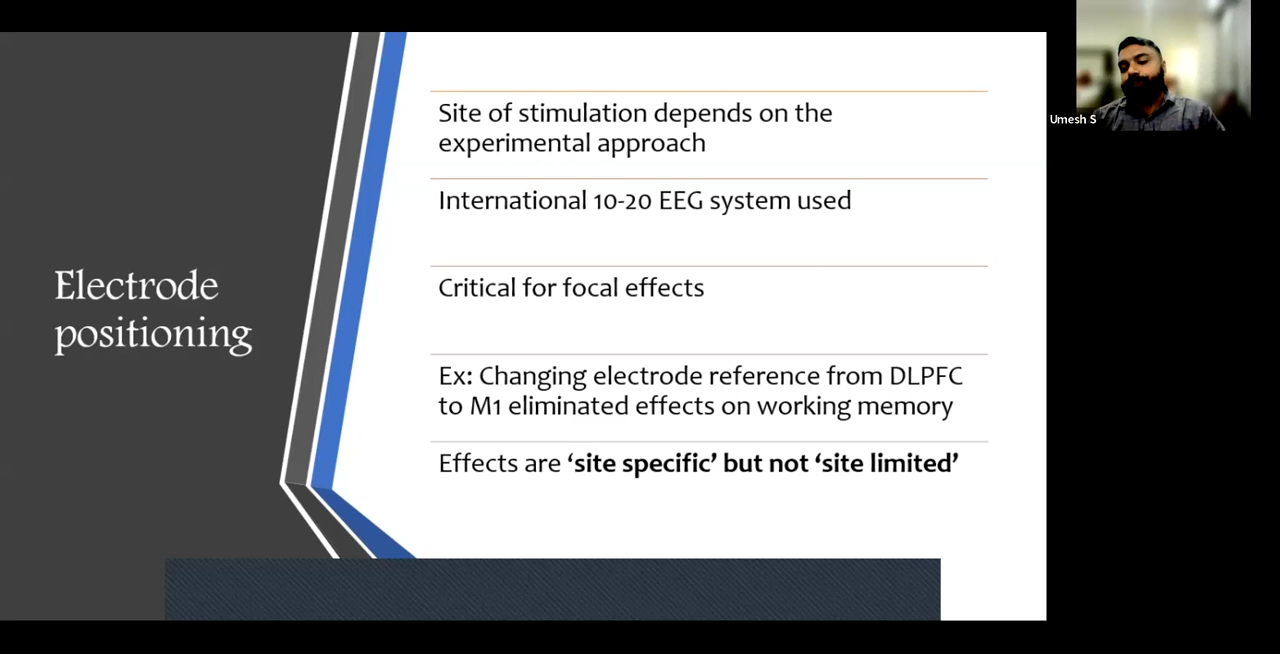 Electrode
positioning
Site of stimulation depends on the
experimental approach
International 10-20 EEG system used
Critical for focal effects
Ex: Changing electrode reference from DLPFC
to M1 eliminated effects on working memory
Effects are ‘site specific’ but not ‘site limited’
Umesh S